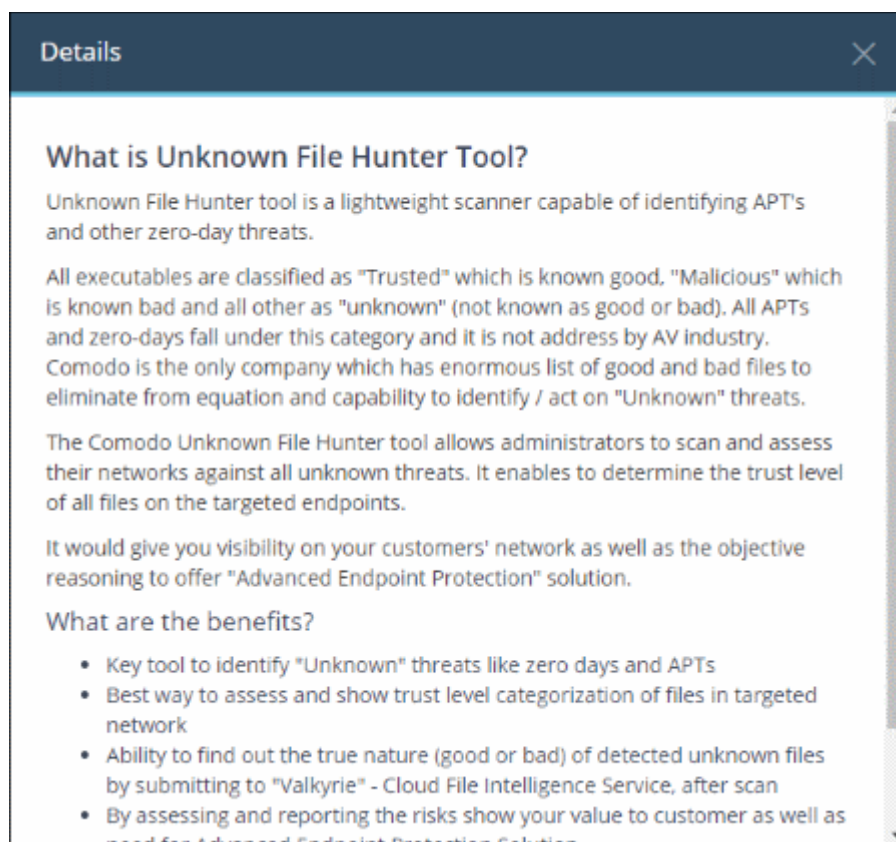 Details
What is Unknown File Hunter Tool?
Unknown File Hunter tool is a lightweight scanner capable of identifying APT's
and other zero-day threats.
All executables are classified as "Trusted" which is known good, "Malicious" which
is known bad and all other as "unknown" (not known as good or bad). All APTs
and zero-days fall under this category and it is not address by AV industry.
Comodo is the only company which has enormous list of good and bad files to
eliminate from equation and capability to identify / act on "Unknown" threats.
The Comodo Unknown File Hunter tool allows administrators to scan and assess
their networks against all unknown threats. It enables to determine the trust level
of all files on the targeted endpoints.
It would give you visibility on your customers' network as well as the objective
reasoning to offer "Advanced Endpoint Protection" solution.
What are the benefits?
• Key tool to identify "Unknown" threats like zero days and APTs
• Best way to assess and show trust level categorization of files in targeted
network
• Ability to find out the true nature (good or bad) of detected unknown files
by submitting to "Valkyrie" - Cloud File Intelligence Service, after scan
• By assessing and reporting the risks show your value to customer as well as
need for Advanced Endpoint Protection Solution